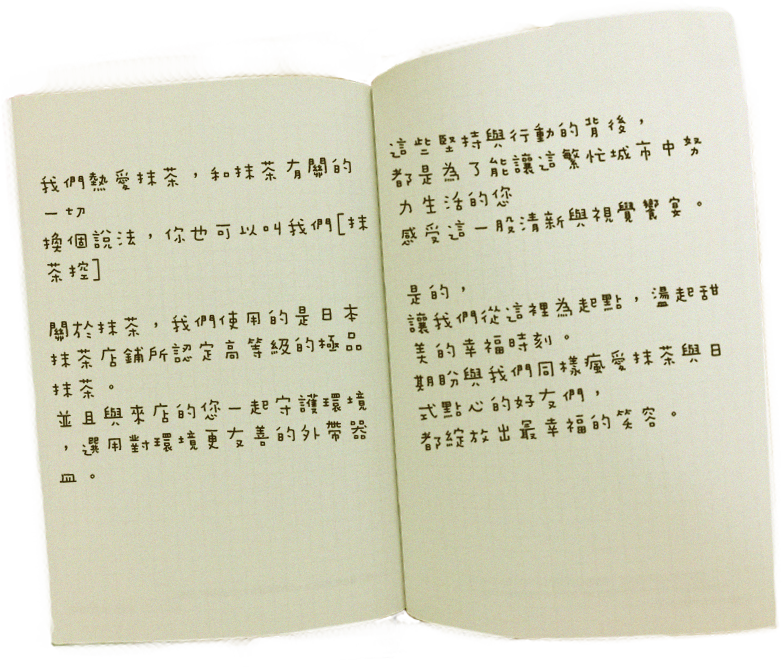 我們熱愛抹茶，和抹茶有關的
一切
換個說法，你也可以叫我們[抹
茶控]
關於抹茶，我們使用的是日本
抹茶店鋪所認定高等級的極品
抹茶。
並且與來店的您一起守護環境
，選用對環境更友善的外帶器
皿。
這些堅持與行動的背後，
都是為了能讓這繁忙城市中努
力生活的您
感受這一股清新與視覺饗宴。
是的，
讓我們從這裡為起點，盪起甜
美的幸福時刻。
期盼與我們同樣瘋愛抹茶與日
式點心的好友們，
都綻放出最幸福的笑容。